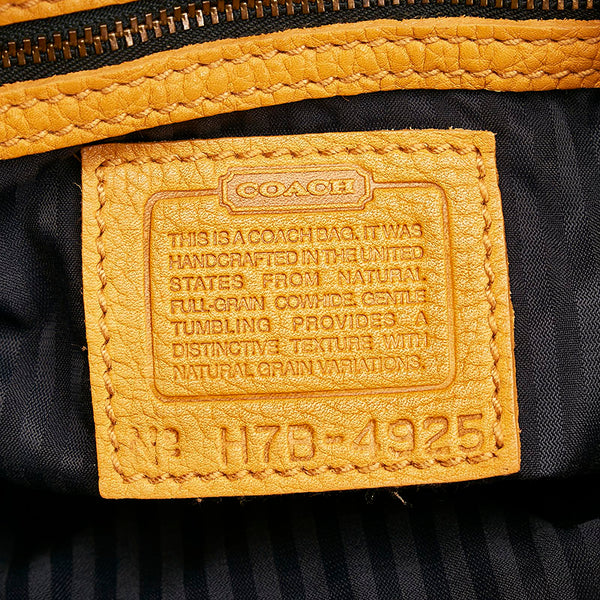 COACH
THIS IS A COACH BAG. IT WAS
HANDCRAFTED IN THE UNITED
STATES FROM NATURAL
FULL-GRAIN COWHIDE. GENTLE
TUMBLING PROVIDES A
DISTINCTIVE TEXTURE WITH
NATURAL GRAIN VARIATIONS.
Nº H7B-4925